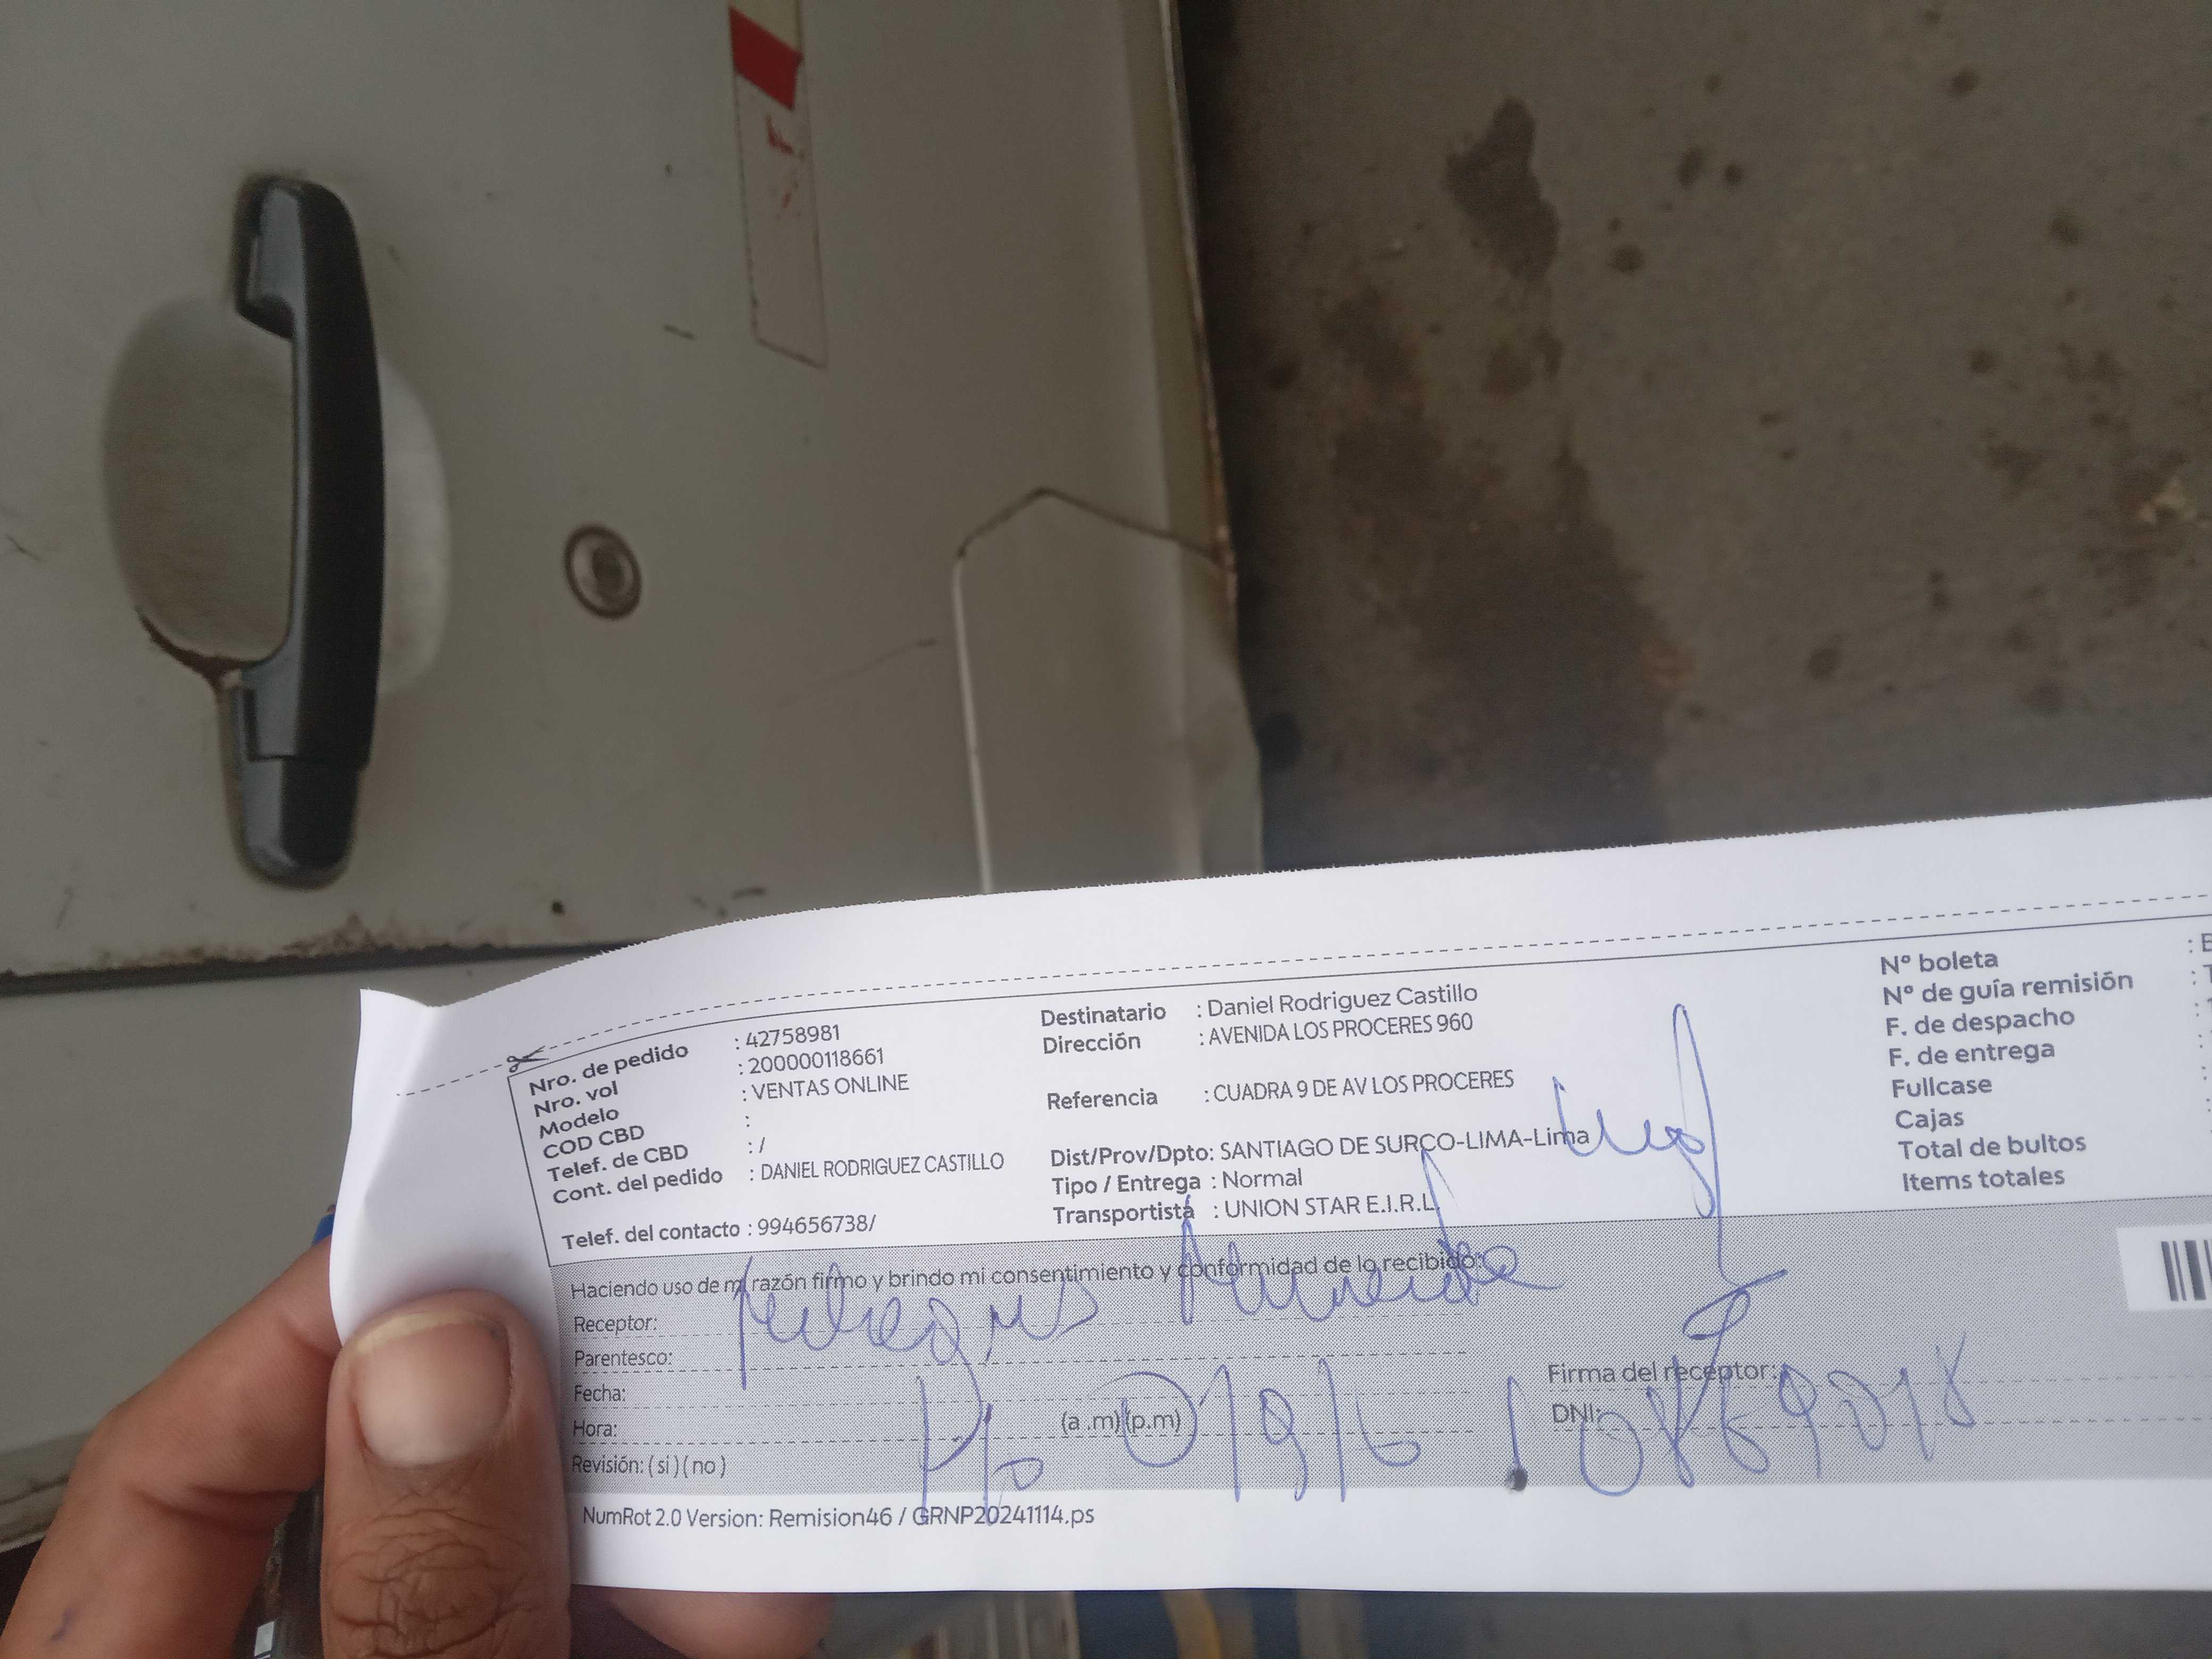 Nro. de pedido : 42758981
Nro. vol : 200000118661
Modelo : VENTAS ONLINE
COD CBD :
Telef. de CBD : /
Cont. del pedido : DANIEL RODRIGUEZ CASTILLO
Telef. del contacto : 994656738/
Destinatario : Daniel Rodriguez Castillo
Dirección : AVENIDA LOS PROCERES 960
Referencia : CUADRA 9 DE AV LOS PROCERES
Dist/Prov/Dpto: SANTIAGO DE SURCO-LIMA-Lima
Tipo / Entrega : Normal
Transportista : UNION STAR E.I.R.L.
Nº boleta
Nº de guía remisión
F. de despacho
F. de entrega
Fullcase
Cajas
Total de bultos
Items totales
Haciendo uso de mi razón firmo y brindo mi consentimiento y conformidad de lo recibido:
Receptor:
Parentesco:
Fecha:
Hora: (a .m) (p.m)
Revisión: ( si ) ( no )
Firma del receptor:
DNI:
NumRot 2.0 Version: Remision46 / GRNP20241114.ps